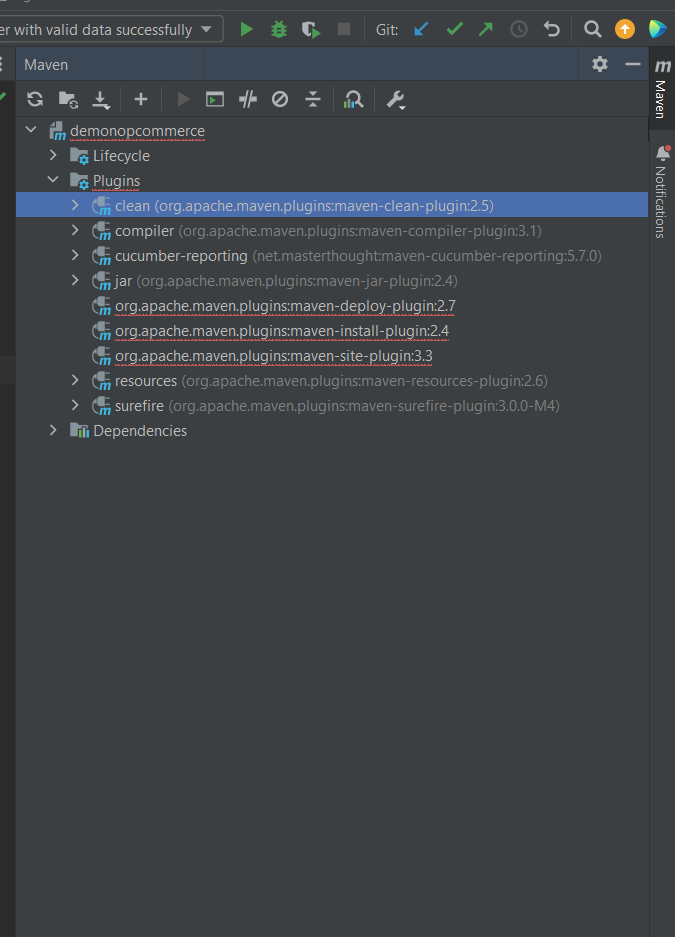 er with valid data successfully
Git:
Maven
m
Maven
Notifications
demonopcommerce
Lifecycle
Plugins
clean (org.apache.maven.plugins:maven-clean-plugin:2.5)
compiler (org.apache.maven.plugins:maven-compiler-plugin:3.1)
cucumber-reporting (net.masterthought:maven-cucumber-reporting:5.7.0)
jar (org.apache.maven.plugins:maven-jar-plugin:2.4)
org.apache.maven.plugins:maven-deploy-plugin:2.7
org.apache.maven.plugins:maven-install-plugin:2.4
org.apache.maven.plugins:maven-site-plugin:3.3
resources (org.apache.maven.plugins:maven-resources-plugin:2.6)
surefire (org.apache.maven.plugins:maven-surefire-plugin:3.0.0-M4)
Dependencies